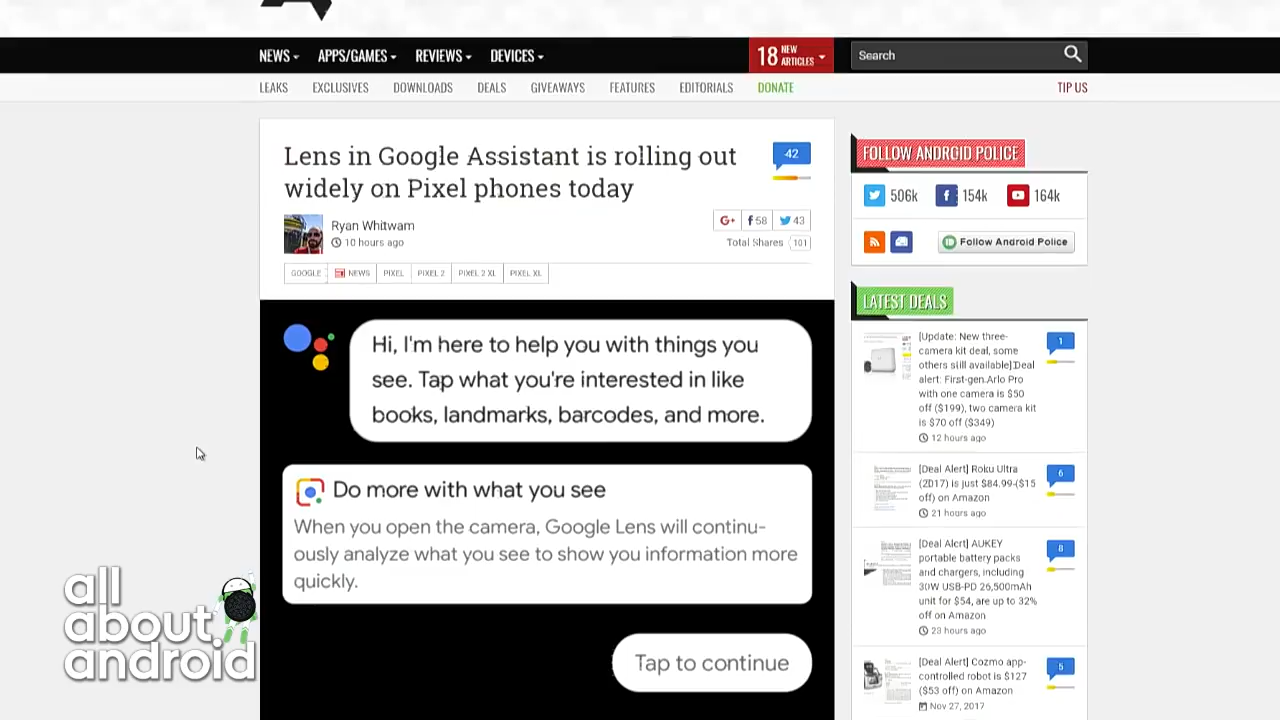 NEWS APPS/GAMES REVIEWS DEVICES 18 NEW ARTICLES Search
LEAKS EXCLUSIVES DOWNLOADS DEALS GIVEAWAYS FEATURES EDITORIALS DONATE TIP US
Lens in Google Assistant is rolling out
widely on Pixel phones today
42
Ryan Whitwam
10 hours ago
G+ 58 43
Total Shares 101
GOOGLE NEWS PIXEL PIXEL 2 PIXEL 2 XL PIXEL XL
Hi, I'm here to help you with things you
see. Tap what you're interested in like
books, landmarks, barcodes, and more.
Do more with what you see
When you open the camera, Google Lens will continu-
ously analyze what you see to show you information more
quickly.
Tap to continue
FOLLOW ANDROID POLICE
506k 154k 164k
Follow Android Police
LATEST DEALS
[Update: New three-
camera kit deal, some
others still available] Deal
alert: First-gen Arlo Pro
with one camera is $50
off ($199), two camera kit
is $70 off ($349)
12 hours ago
1
[Deal Alert] Roku Ultra
(2017) is just $84.99 ($15
off) on Amazon
21 hours ago
6
[Deal Alert] AUKEY
portable battery packs
and chargers, including
30W USB-PD 26,500mAh
unit for $54, are up to 32%
off on Amazon
23 hours ago
8
[Deal Alert] Cozmo app-
controlled robot is $127
($53 off) on Amazon
Nov 27, 2017
5
all
about
android